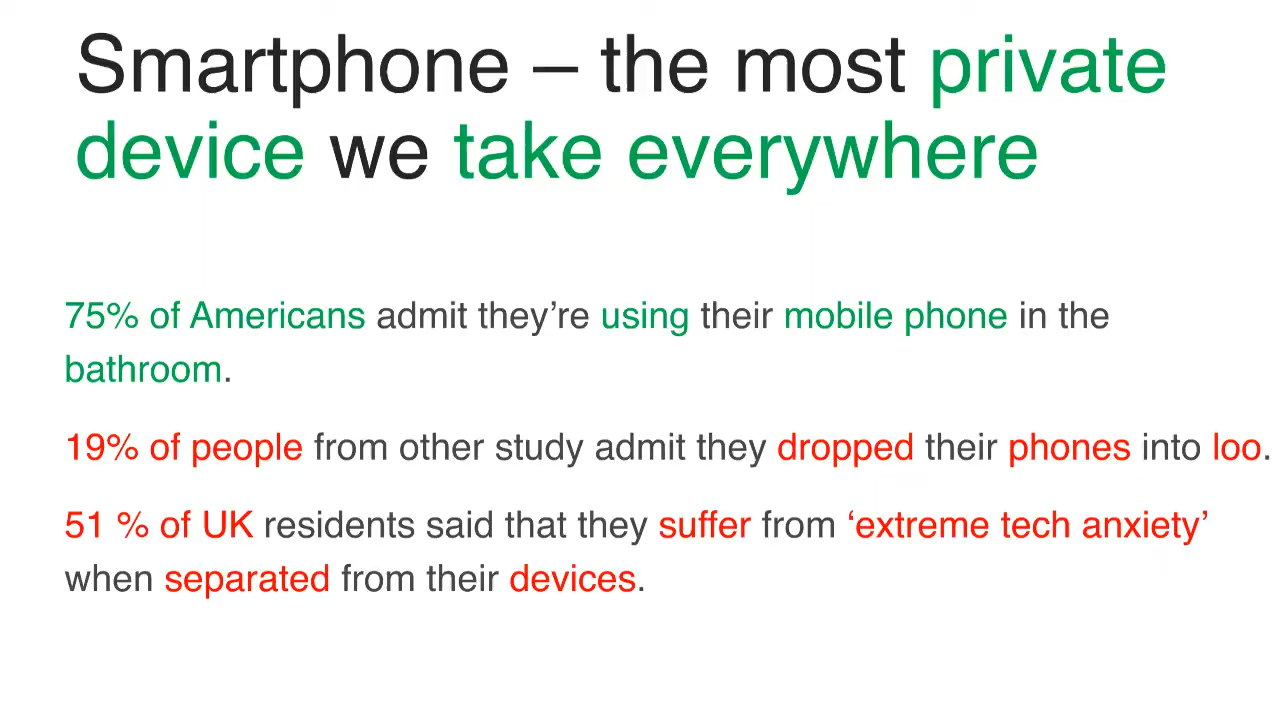 Smartphone – the most private
device we take everywhere
75% of Americans admit they’re using their mobile phone in the
bathroom.
19% of people from other study admit they dropped their phones into loo.
51 % of UK residents said that they suffer from ‘extreme tech anxiety’
when separated from their devices.